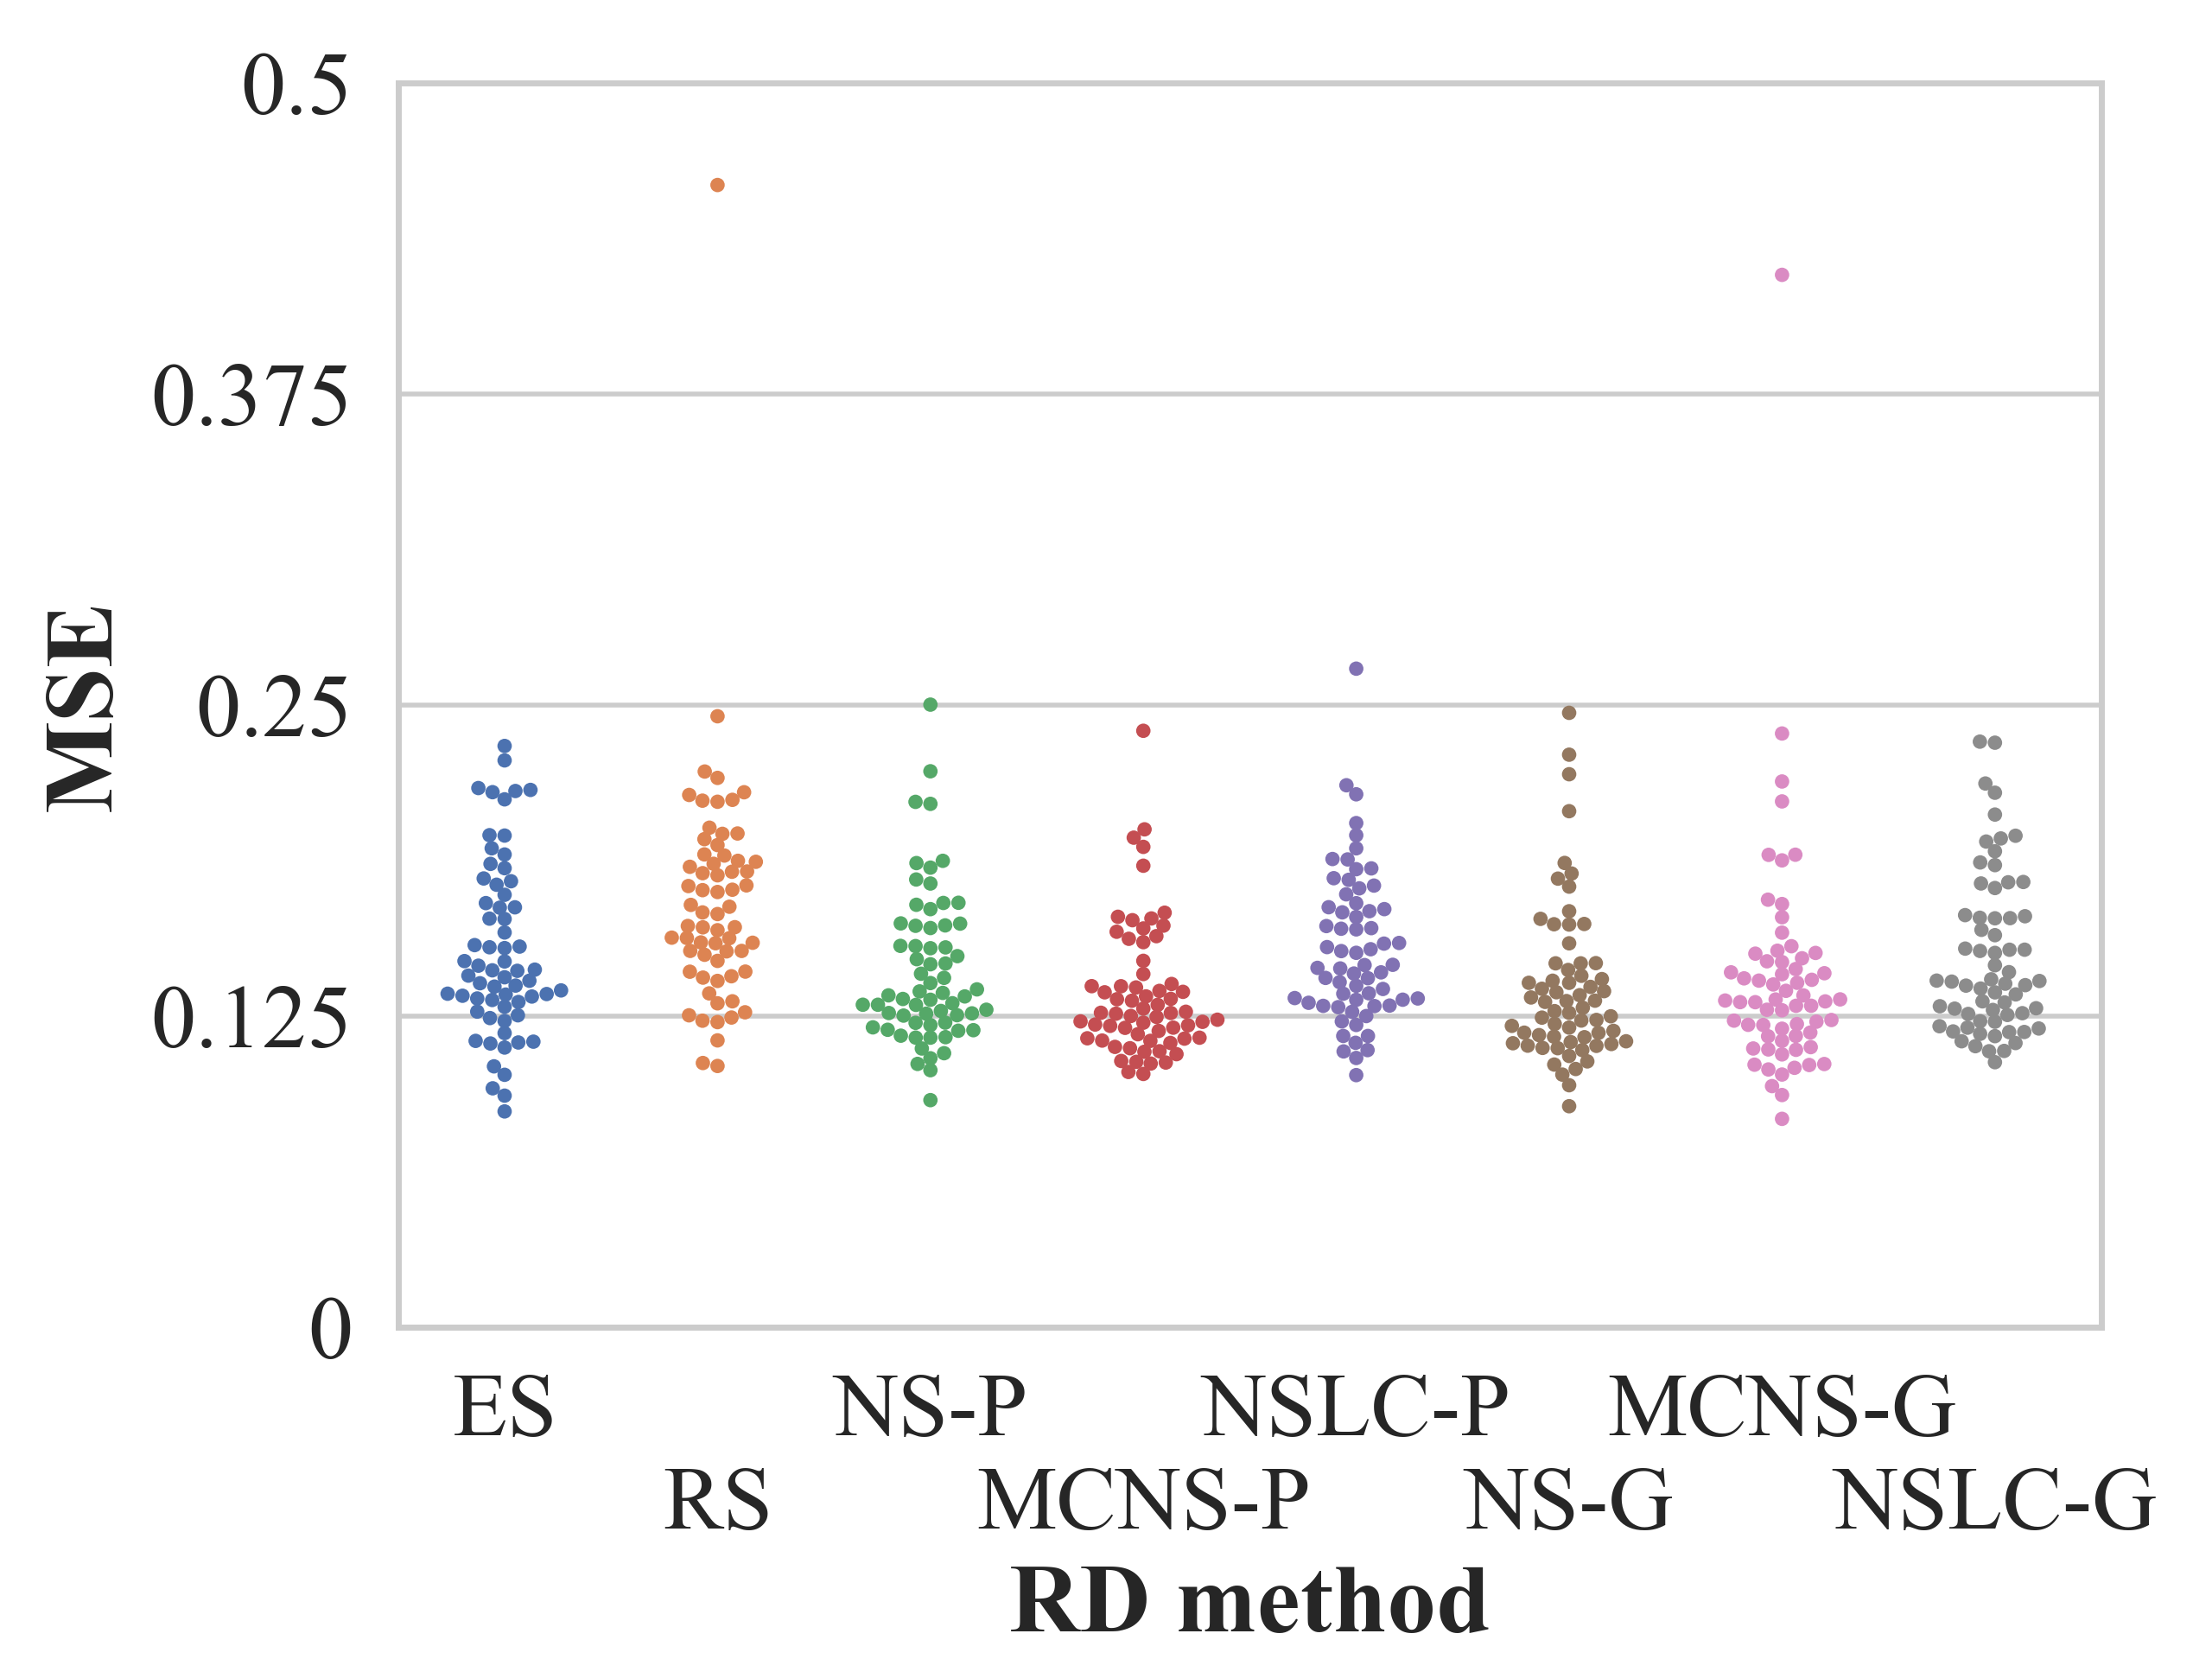 0.5
0.375
0.25
0.125
0
MSE
ES NS-P NSLC-P MCNS-G
RS MCNS-P NS-G NSLC-G
RD method